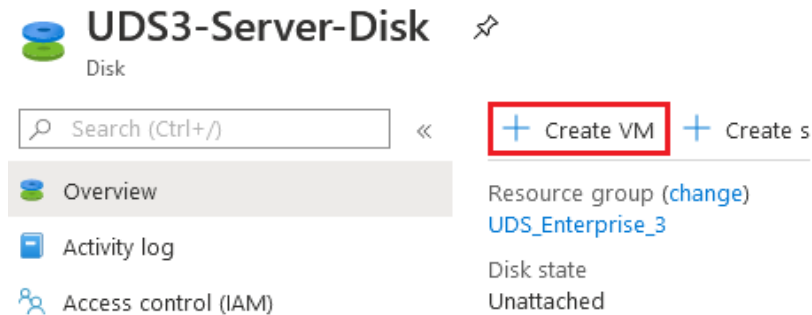 UDS3-Server-Disk
Disk
Search (Ctrl+/)
«
Overview
Activity log
Access control (IAM)
+ Create VM + Create s
Resource group (change)
UDS_Enterprise_3
Disk state
Unattached